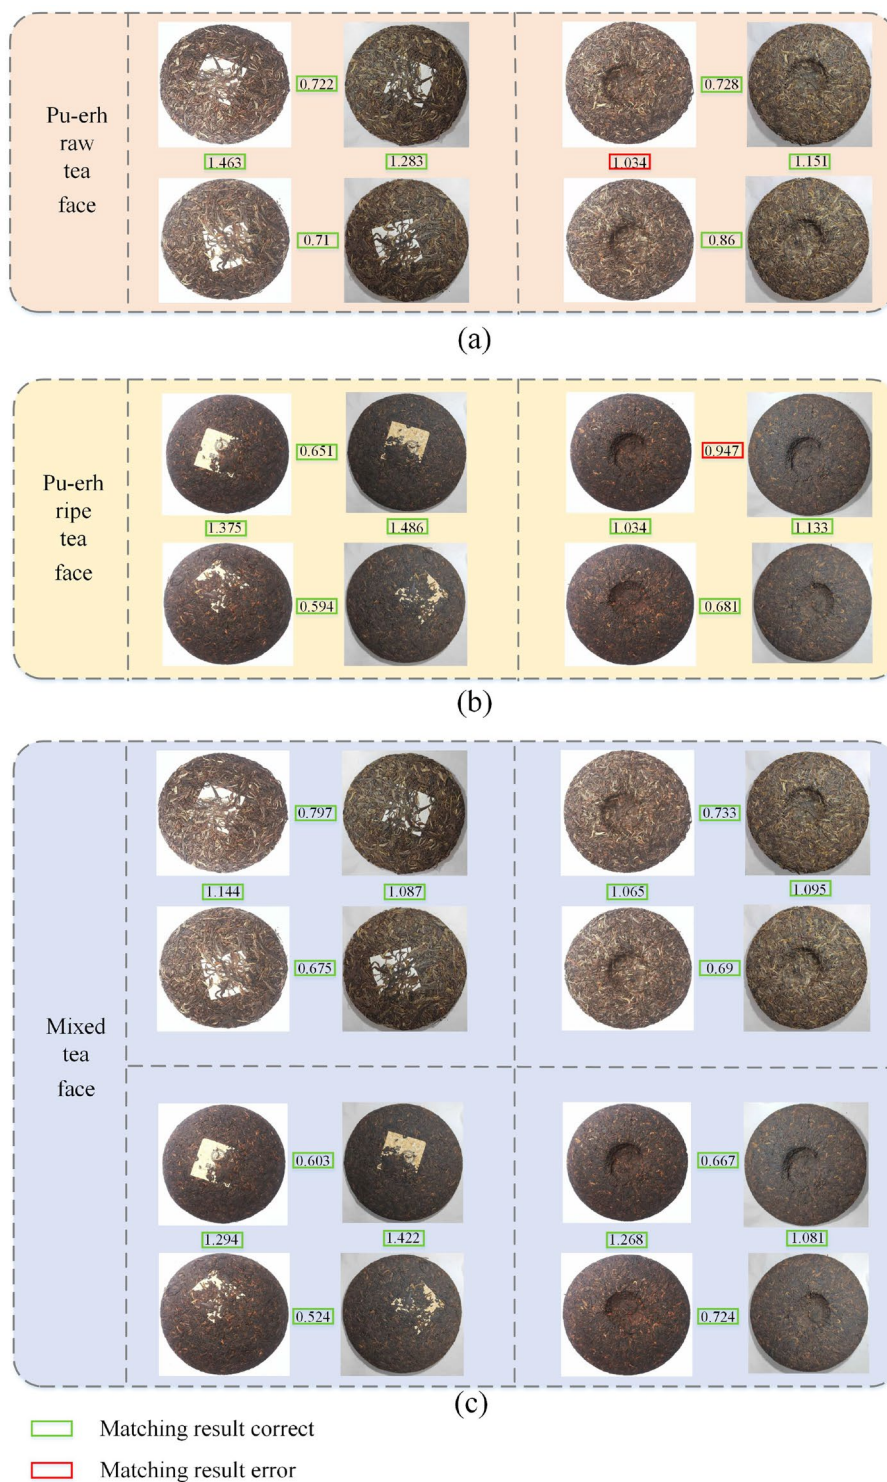 Pu-erh
raw
tea
face
0.722
0.728
1.463
1.283
1.034
1.151
0.71
0.86
(a)
Pu-erh
ripe
tea
face
0.651
0.947
1.375
1.486
1.034
1.133
0.594
0.681
(b)
Mixed
tea
face
0.797
0.733
1.144
1.087
1.065
1.095
0.675
0.69
0.603
0.667
1.294
1.422
1.268
1.081
0.524
0.724
(c)
Matching result correct
Matching result error